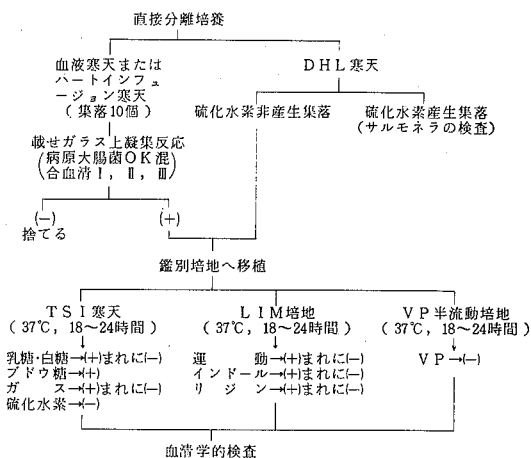 直接分離培養
血液寒天または
ハートインフュ
ージョン寒天
(集落10個)
DHL寒天
硫化水素非産生集落
硫化水素産生集落
(サルモネラの検査)
載せガラス上凝集反応
(病原大腸菌OK混
合血清Ⅰ, Ⅱ, Ⅲ)
(-)
捨てる
(+)
鑑別培地へ移植
TSI寒天
(37℃, 18〜24時間)
乳糖・白糖→(+)まれに(-)
ブドウ糖→(+)
ガス→(+)まれに(-)
硫化水素→(-)
LIM培地
(37℃, 18〜24時間)
運動→(+)まれに(-)
インドール→(+)まれに(-)
リジン→(+)まれに(-)
VP半流動培地
(37℃, 18〜24時間)
VP→(-)
血清学的検査